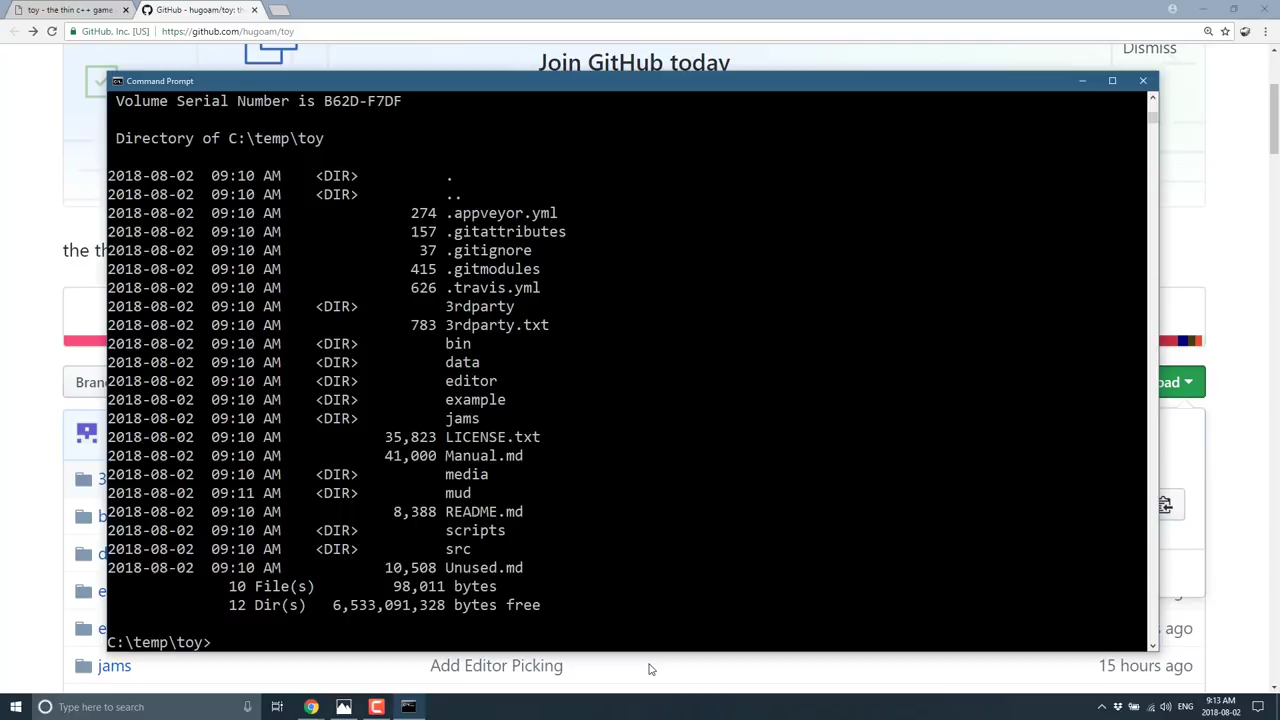 toy - the thin c++ game
GitHub - hugoam/toy: th
GitHub, Inc. [US]
https://github.com/hugoam/toy
Join GitHub today
Dismiss
Command Prompt
Volume Serial Number is B62D-F7DF
Directory of C:\temp\toy
2018-08-02 09:10 AM <DIR> .
2018-08-02 09:10 AM <DIR> ..
2018-08-02 09:10 AM 274 .appveyor.yml
2018-08-02 09:10 AM 157 .gitattributes
2018-08-02 09:10 AM 37 .gitignore
2018-08-02 09:10 AM 415 .gitmodules
2018-08-02 09:10 AM 626 .travis.yml
2018-08-02 09:10 AM <DIR> 3rdparty
2018-08-02 09:10 AM 783 3rdparty.txt
2018-08-02 09:10 AM <DIR> bin
2018-08-02 09:10 AM <DIR> data
2018-08-02 09:10 AM <DIR> editor
2018-08-02 09:10 AM <DIR> example
2018-08-02 09:10 AM <DIR> jams
2018-08-02 09:10 AM 35,823 LICENSE.txt
2018-08-02 09:10 AM 41,000 Manual.md
2018-08-02 09:10 AM <DIR> media
2018-08-02 09:11 AM <DIR> mud
2018-08-02 09:10 AM 8,388 README.md
2018-08-02 09:10 AM <DIR> scripts
2018-08-02 09:10 AM <DIR> src
2018-08-02 09:10 AM 10,508 Unused.md
10 File(s) 98,011 bytes
12 Dir(s) 6,533,091,328 bytes free
C:\temp\toy>
the th
Bran
oad
3
b
d
e
e
s ago
jams
Add Editor Picking
15 hours ago
Type here to search
ENG
9:13 AM
2018-08-02